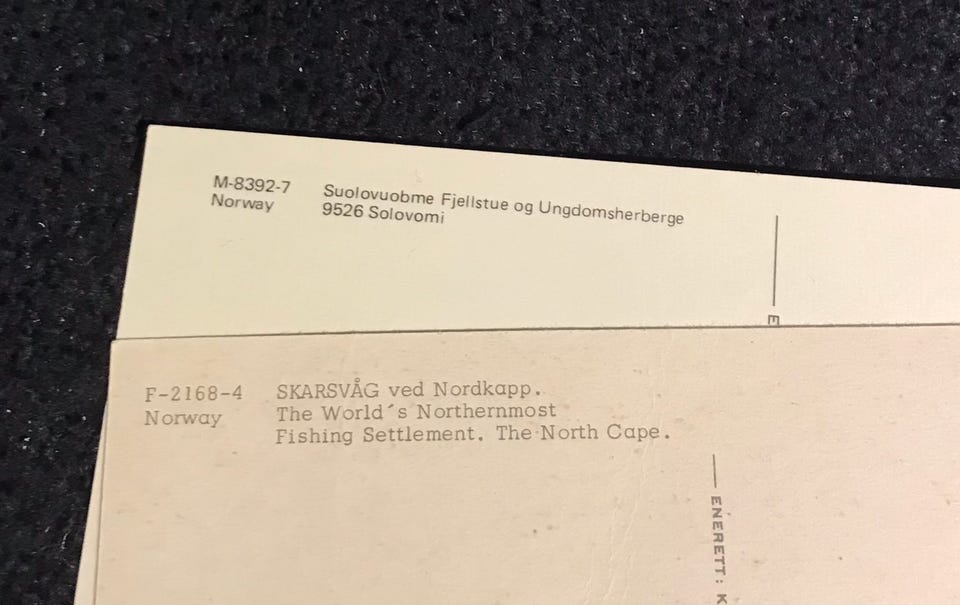 M-8392-7 Suolovuobme Fjellstue og Ungdomsherberge
Norway 9526 Solovomi
E
F-2168-4 SKARSVÅG ved Nordkapp.
Norway The World´s Northernmost
Fishing Settlement. The North Cape.
ENERETT: K